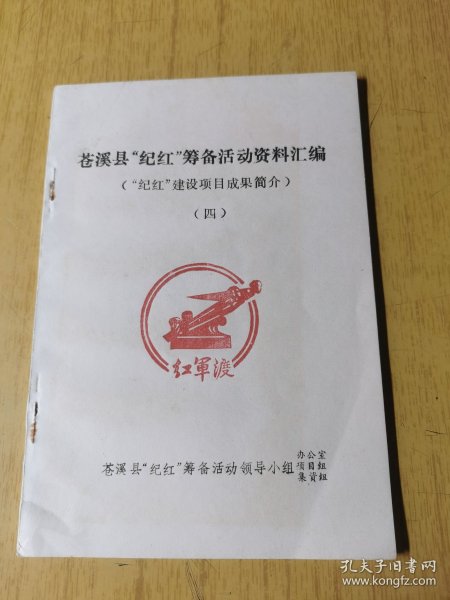 苍溪县“纪红”筹备活动资料汇编
（“纪红”建设项目成果简介）
（四）
红軍渡
苍溪县“纪红”筹备活动领导小组
办公室
项目组
集资组
孔夫子旧书网
www.kongfz.com